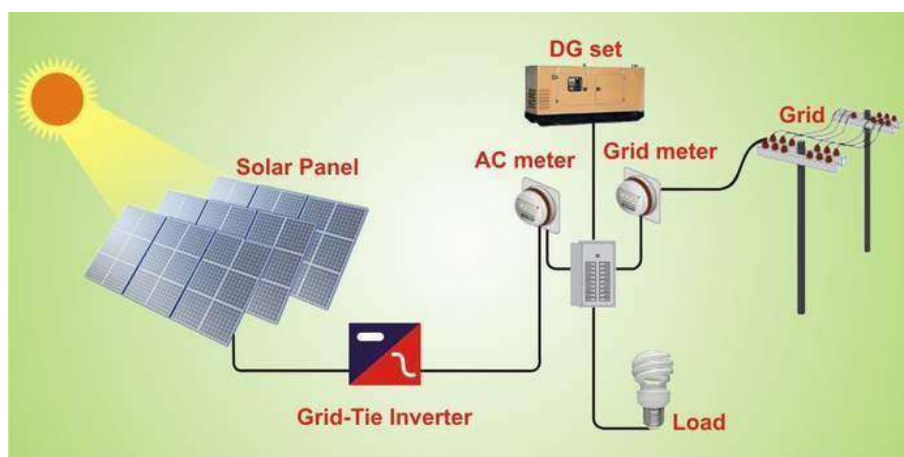 DG set
Grid
AC meter
Grid meter
Solar Panel
Grid-Tie Inverter
Load